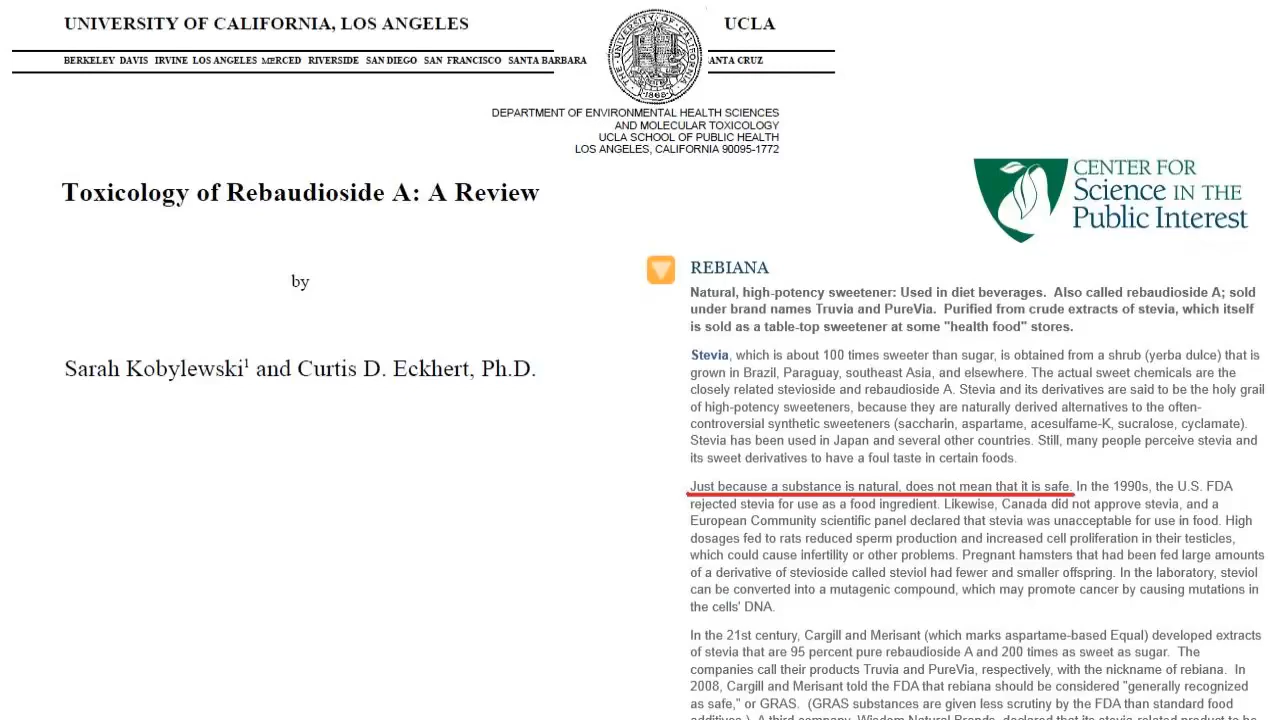 UNIVERSITY OF CALIFORNIA, LOS ANGELES
UCLA
BERKELEY DAVIS IRVINE LOS ANGELES MERCED RIVERSIDE SAN DIEGO SAN FRANCISCO SANTA BARBARA
ANTA CRUZ
THE UNIVERSITY OF CALIFORNIA
1868
DEPARTMENT OF ENVIRONMENTAL HEALTH SCIENCES
AND MOLECULAR TOXICOLOGY
UCLA SCHOOL OF PUBLIC HEALTH
LOS ANGELES, CALIFORNIA 90095-1772
Toxicology of Rebaudioside A: A Review
by
Sarah Kobylewski¹ and Curtis D. Eckhert, Ph.D.
CENTER FOR
Science IN THE
Public Interest
REBIANA
Natural, high-potency sweetener: Used in diet beverages. Also called rebaudioside A; sold
under brand names Truvia and PureVia. Purified from crude extracts of stevia, which itself
is sold as a table-top sweetener at some "health food" stores.
Stevia, which is about 100 times sweeter than sugar, is obtained from a shrub (yerba dulce) that is
grown in Brazil, Paraguay, southeast Asia, and elsewhere. The actual sweet chemicals are the
closely related stevioside and rebaudioside A. Stevia and its derivatives are said to be the holy grail
of high-potency sweeteners, because they are naturally derived alternatives to the often-
controversial synthetic sweeteners (saccharin, aspartame, acesulfame-K, sucralose, cyclamate).
Stevia has been used in Japan and several other countries. Still, many people perceive stevia and
its sweet derivatives to have a foul taste in certain foods.
Just because a substance is natural, does not mean that it is safe. In the 1990s, the U.S. FDA
rejected stevia for use as a food ingredient. Likewise, Canada did not approve stevia, and a
European Community scientific panel declared that stevia was unacceptable for use in food. High
dosages fed to rats reduced sperm production and increased cell proliferation in their testicles,
which could cause infertility or other problems. Pregnant hamsters that had been fed large amounts
of a derivative of stevioside called steviol had fewer and smaller offspring. In the laboratory, steviol
can be converted into a mutagenic compound, which may promote cancer by causing mutations in
the cells' DNA.
In the 21st century, Cargill and Merisant (which marks aspartame-based Equal) developed extracts
of stevia that are 95 percent pure rebaudioside A and 200 times as sweet as sugar. The
companies call their products Truvia and PureVia, respectively, with the nickname of rebiana. In
2008, Cargill and Merisant told the FDA that rebiana should be considered "generally recognized
as safe," or GRAS. (GRAS substances are given less scrutiny by the FDA than standard food
additives.) A third company, Wisdom Natural Brands, declared that its stevia-related product to be